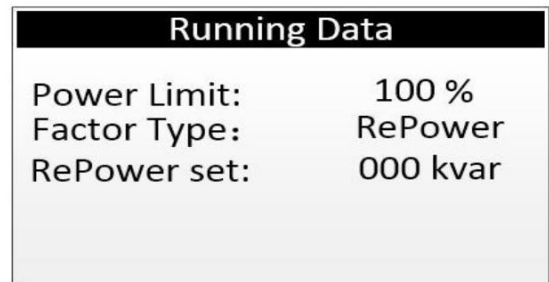 Running Data
Power Limit: 100 %
Factor Type： RePower
RePower set: 000 kvar